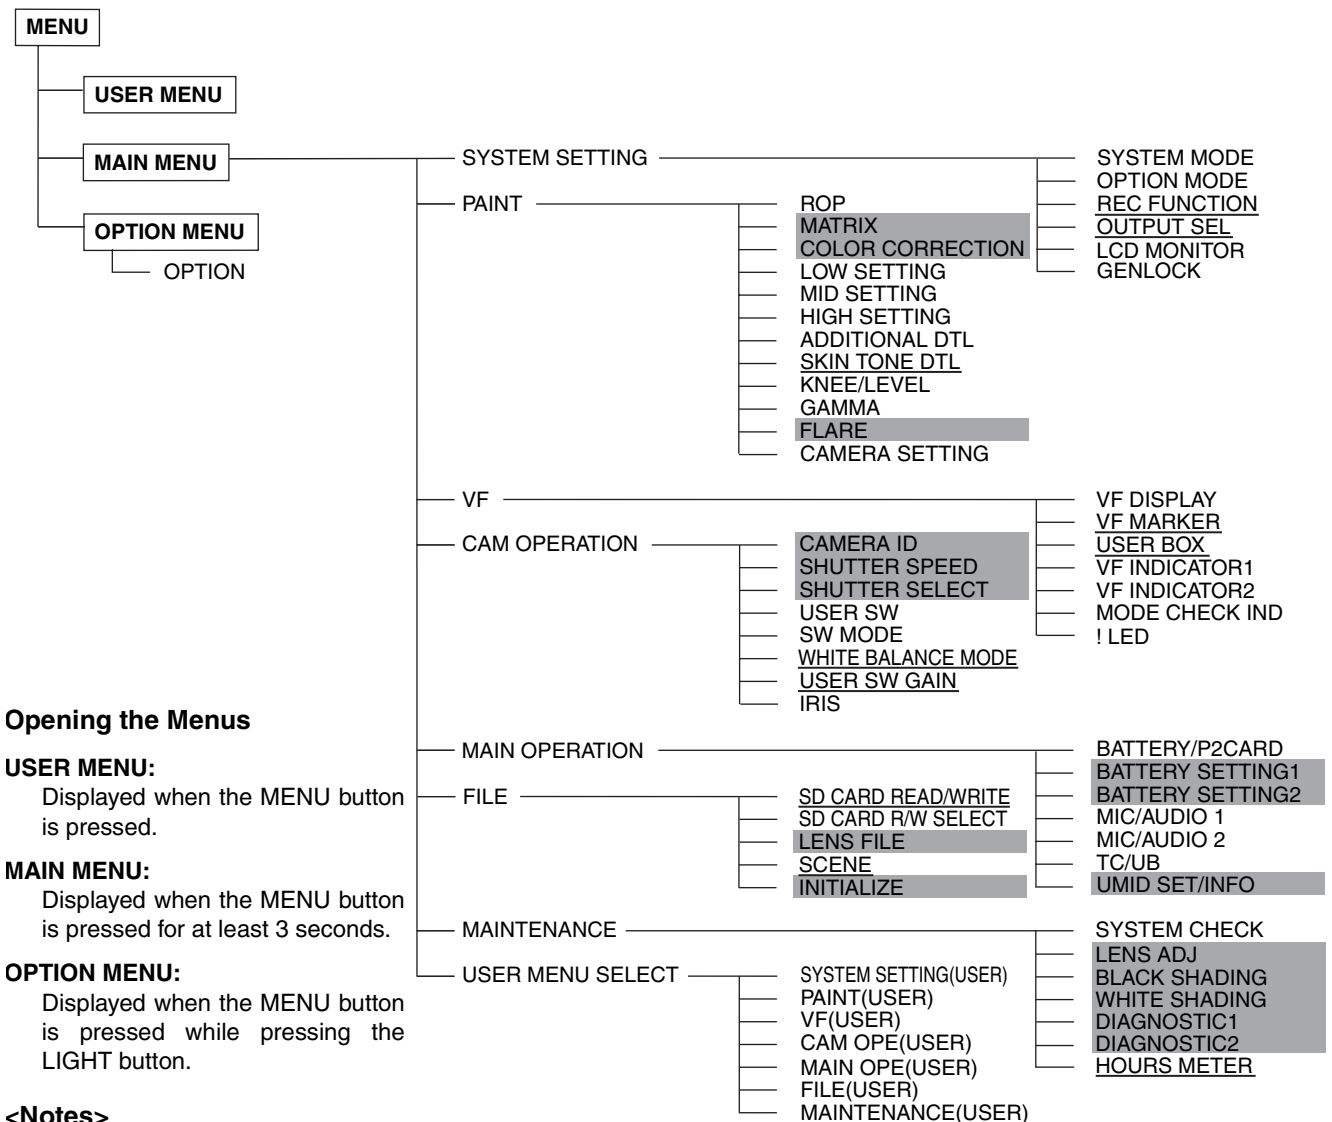 MENU
USER MENU
MAIN MENU
OPTION MENU
OPTION
SYSTEM SETTING
SYSTEM MODE
OPTION MODE
REC FUNCTION
OUTPUT SEL
LCD MONITOR
GENLOCK
PAINT
ROP
MATRIX
COLOR CORRECTION
LOW SETTING
MID SETTING
HIGH SETTING
ADDITIONAL DTL
SKIN TONE DTL
KNEE/LEVEL
GAMMA
FLARE
CAMERA SETTING
VF
VF DISPLAY
VF MARKER
USER BOX
VF INDICATOR1
VF INDICATOR2
MODE CHECK IND
! LED
CAM OPERATION
CAMERA ID
SHUTTER SPEED
SHUTTER SELECT
USER SW
SW MODE
WHITE BALANCE MODE
USER SW GAIN
IRIS
MAIN OPERATION
BATTERY/P2CARD
BATTERY SETTING1
BATTERY SETTING2
MIC/AUDIO 1
MIC/AUDIO 2
TC/UB
UMID SET/INFO
FILE
SD CARD READ/WRITE
SD CARD R/W SELECT
LENS FILE
SCENE
INITIALIZE
MAINTENANCE
SYSTEM CHECK
LENS ADJ
BLACK SHADING
WHITE SHADING
DIAGNOSTIC1
DIAGNOSTIC2
HOURS METER
USER MENU SELECT
SYSTEM SETTING(USER)
PAINT(USER)
VF(USER)
CAM OPE(USER)
MAIN OPE(USER)
FILE(USER)
MAINTENANCE(USER)
Opening the Menus
USER MENU:
Displayed when the MENU button
is pressed.
MAIN MENU:
Displayed when the MENU button
is pressed for at least 3 seconds.
OPTION MENU:
Displayed when the MENU button
is pressed while pressing the
LIGHT button.
<Notes>